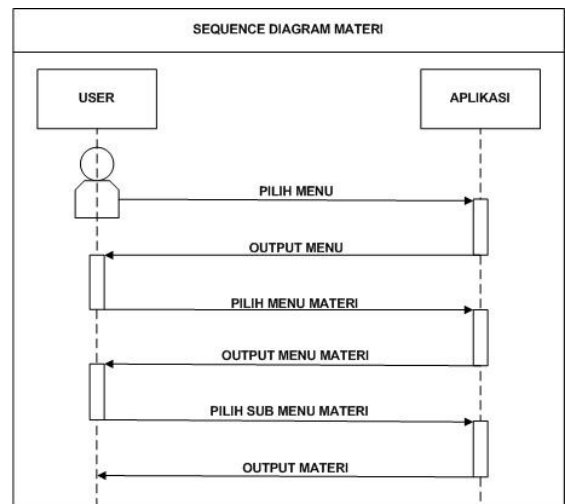 SEQUENCE DIAGRAM MATERI
USER
APLIKASI
PILIH MENU
OUTPUT MENU
PILIH MENU MATERI
OUTPUT MENU MATERI
PILIH SUB MENU MATERI
OUTPUT MATERI